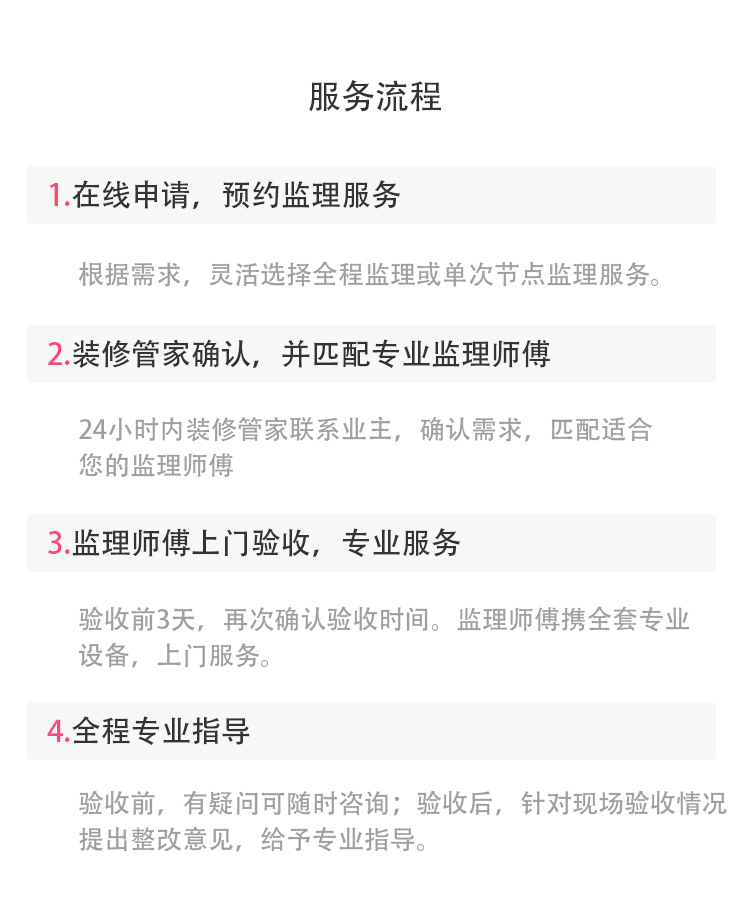 服务流程
1.在线申请，预约监理服务
根据需求，灵活选择全程监理或单次节点监理服务。
2.装修管家确认，并匹配专业监理师傅
24小时内装修管家联系业主，确认需求，匹配适合
您的监理师傅
3.监理师傅上门验收，专业服务
验收前3天，再次确认验收时间。监理师傅携全套专业
设备，上门服务。
4.全程专业指导
验收前，有疑问可随时咨询；验收后，针对现场验收情况
提出整改意见，给予专业指导。